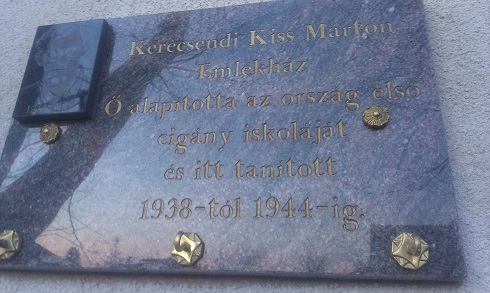 Kerecsendi Kiss Márton
Emlékház
Ő alapította az ország első
cigány iskoláját
és itt tanított
1938-tól 1944-ig.